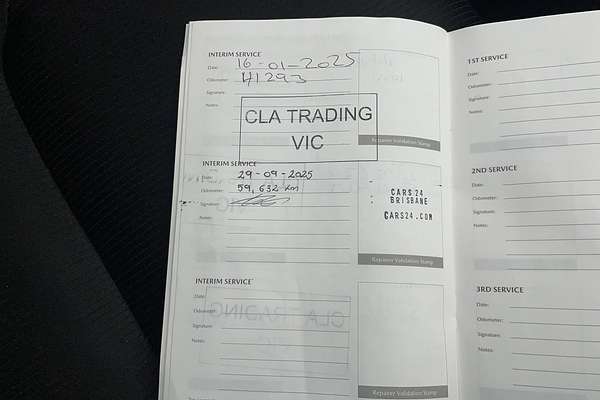 INTERIM SERVICE
Date: 16-01-2025
Odometer: 41293
Signature:
Notes:
CLA TRADING
VIC
Repairer Validation Stamp
INTERIM SERVICE
Date: 29-09-2025
Odometer: 59,632 km
Signature:
Notes:
CARS24
BRISBANE
CARS24.COM
Repairer Validation Stamp
INTERIM SERVICE
Date:
Odometer:
Signature:
Notes:
Repairer Validation Stamp
1ST SERVICE
Date:
Odometer:
Signature:
Notes:
2ND SERVICE
Date:
Odometer:
Signature:
Notes:
3RD SERVICE
Date:
Odometer:
Signature:
Notes: